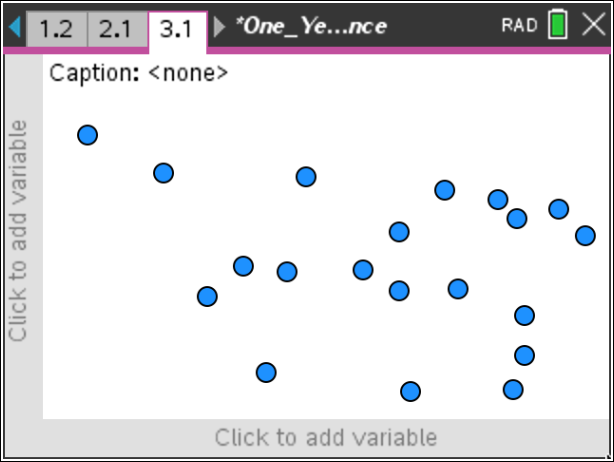 1.2 2.1 3.1 *One_Ye...nce RAD
Caption: <none>
Click to add variable
Click to add variable